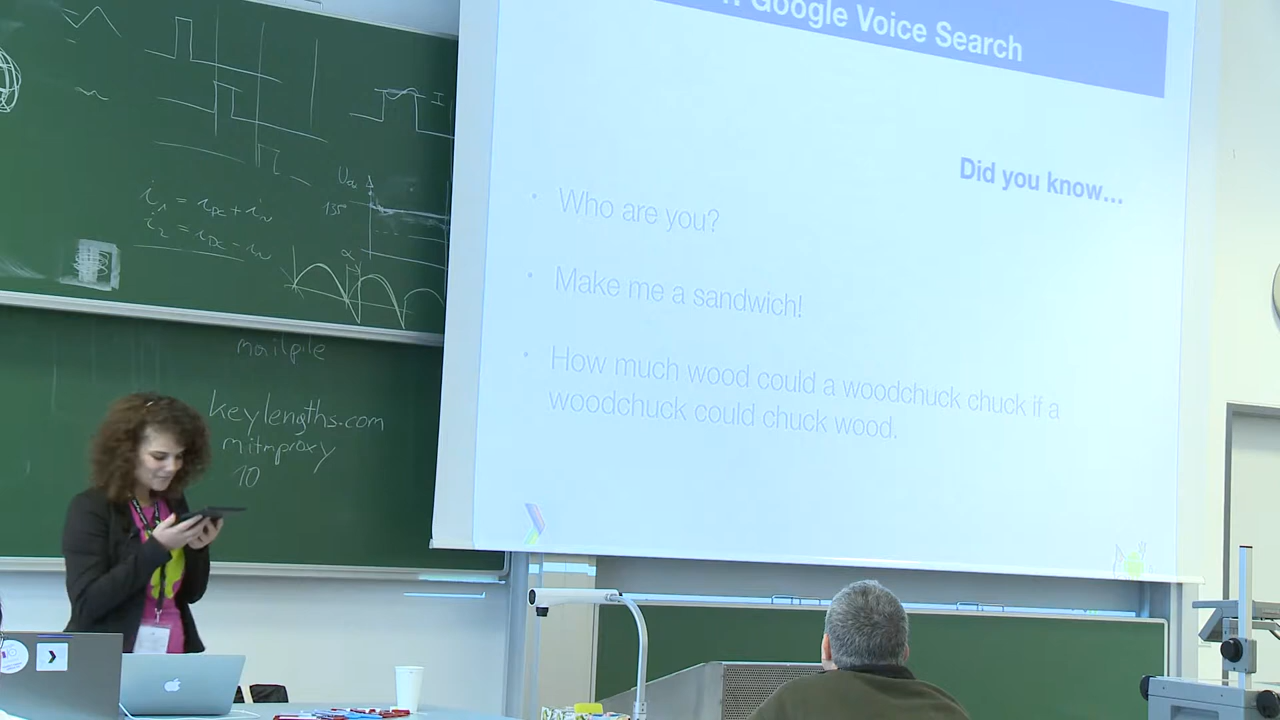 Google Voice Search
Did you know...
• Who are you?
• Make me a sandwich!
• How much wood could a woodchuck chuck if a
woodchuck could chuck wood.
i₁ = i_DC + i_N
i₂ = i_DC - i_N
135
mailpile
keylengths.com
mitmproxy
10